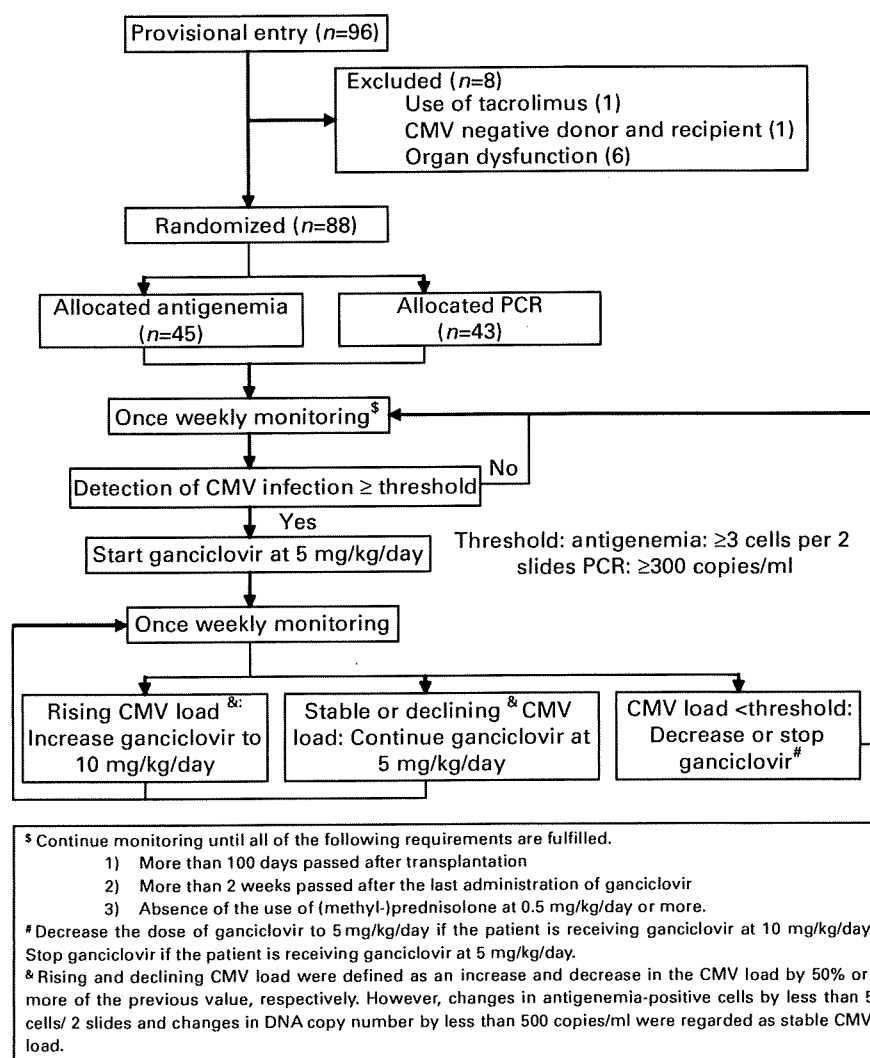 Provisional entry (n=96)
Excluded (n=8)
Use of tacrolimus (1)
CMV negative donor and recipient (1)
Organ dysfunction (6)
Randomized (n=88)
Allocated antigenemia
(n=45)
Allocated PCR
(n=43)
Once weekly monitoring$
No
Detection of CMV infection ≥ threshold
Yes
Start ganciclovir at 5 mg/kg/day
Threshold: antigenemia: ≥3 cells per 2
slides PCR: ≥300 copies/ml
Once weekly monitoring
Rising CMV load &:
Increase ganciclovir to
10 mg/kg/day
Stable or declining & CMV
load: Continue ganciclovir at
5 mg/kg/day
CMV load <threshold:
Decrease or stop
ganciclovir#
$ Continue monitoring until all of the following requirements are fulfilled.
1) More than 100 days passed after transplantation
2) More than 2 weeks passed after the last administration of ganciclovir
3) Absence of the use of (methyl-)prednisolone at 0.5 mg/kg/day or more.
# Decrease the dose of ganciclovir to 5 mg/kg/day if the patient is receiving ganciclovir at 10 mg/kg/day
Stop ganciclovir if the patient is receiving ganciclovir at 5 mg/kg/day.
& Rising and declining CMV load were defined as an increase and decrease in the CMV load by 50% or
more of the previous value, respectively. However, changes in antigenemia-positive cells by less than 5
cells/ 2 slides and changes in DNA copy number by less than 500 copies/ml were regarded as stable CMV
load.